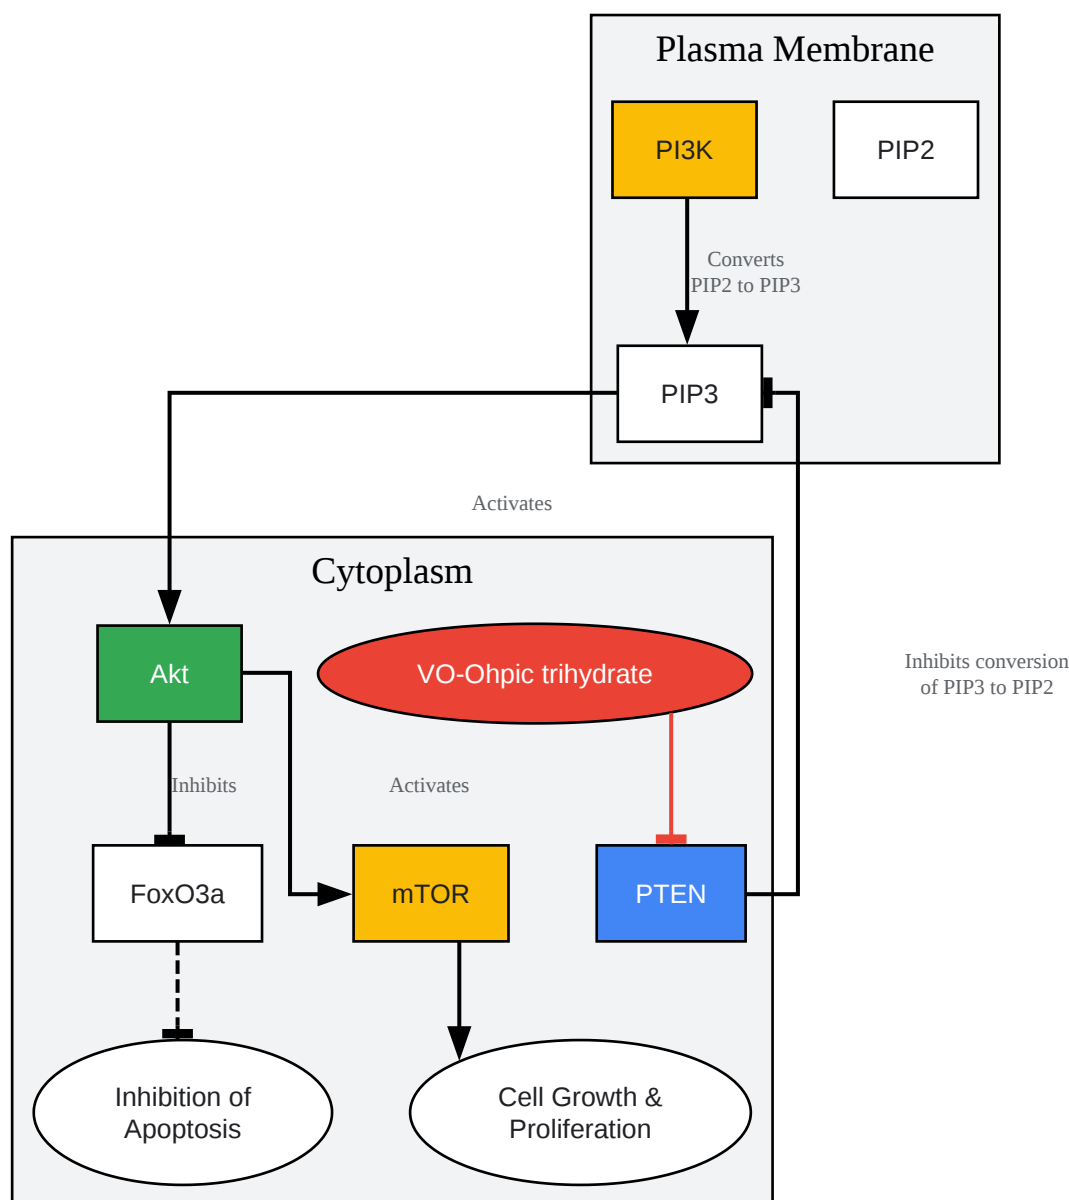 Plasma Membrane
PI3K
PIP2
Converts
PIP2 to PIP3
PIP3
Activates
Cytoplasm
Akt
VO-Ohpic trihydrate
Inhibits conversion
of PIP3 to PIP2
Inhibits
Activates
FoxO3a
mTOR
PTEN
Inhibition of
Apoptosis
Cell Growth &
Proliferation